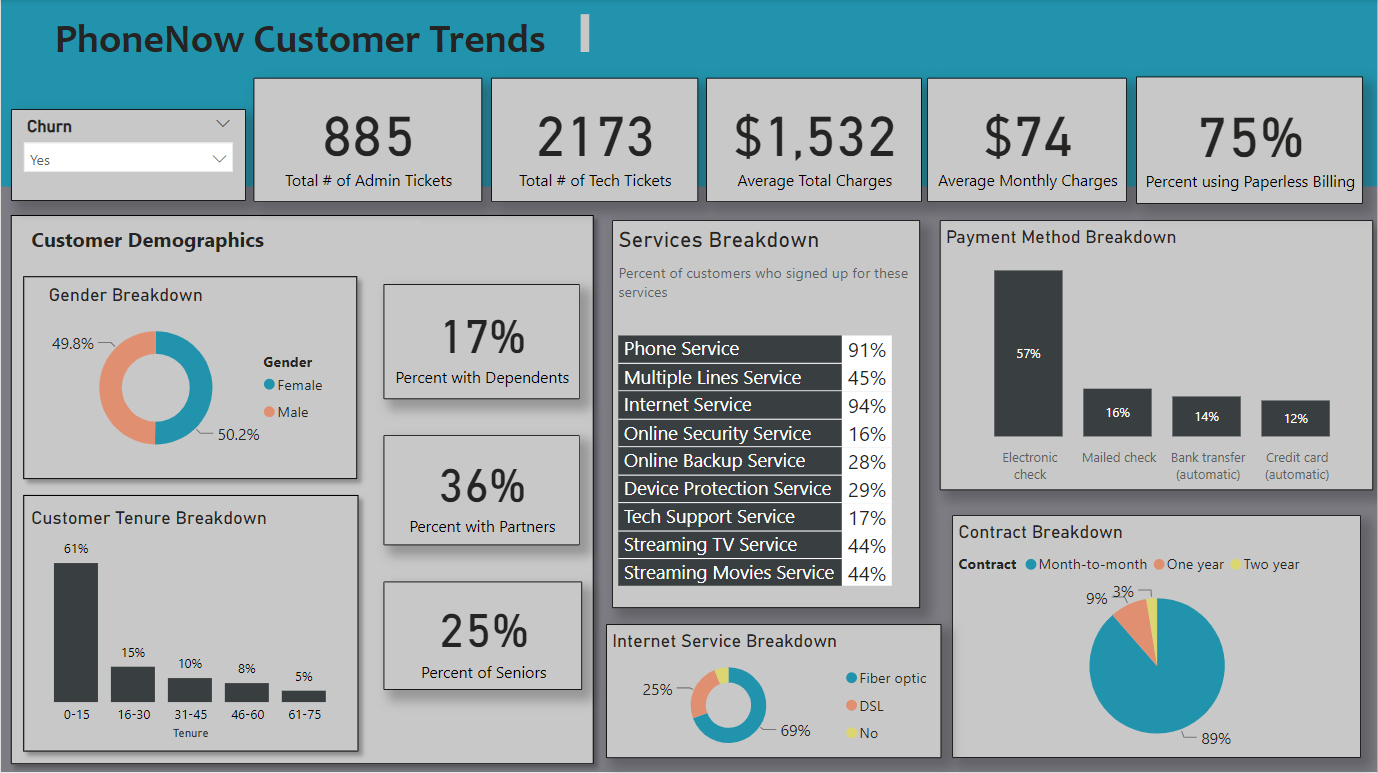 PhoneNow Customer Trends
Churn
Yes
885
Total # of Admin Tickets
2173
Total # of Tech Tickets
$1,532
Average Total Charges
$74
Average Monthly Charges
75%
Percent using Paperless Billing
Customer Demographics
Gender Breakdown
49.8%
50.2%
Gender
Female
Male
17%
Percent with Dependents
36%
Percent with Partners
25%
Percent of Seniors
Customer Tenure Breakdown
61%
15%
10%
8%
5%
0-15
16-30
31-45
46-60
61-75
Tenure
Services Breakdown
Percent of customers who signed up for these
services
Phone Service 91%
Multiple Lines Service 45%
Internet Service 94%
Online Security Service 16%
Online Backup Service 28%
Device Protection Service 29%
Tech Support Service 17%
Streaming TV Service 44%
Streaming Movies Service 44%
Internet Service Breakdown
25%
69%
Fiber optic
DSL
No
Payment Method Breakdown
57%
16%
14%
12%
Electronic
check
Mailed check
Bank transfer
(automatic)
Credit card
(automatic)
Contract Breakdown
Contract Month-to-month One year Two year
9%
3%
89%